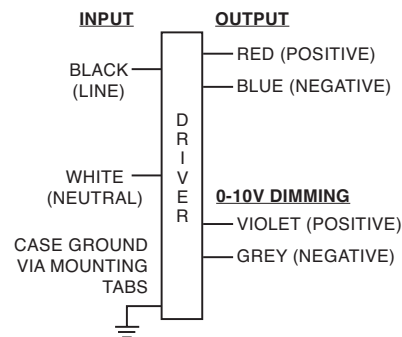 INPUT
OUTPUT
BLACK
(LINE)
RED (POSITIVE)
BLUE (NEGATIVE)
DRIVER
WHITE
(NEUTRAL)
0-10V DIMMING
VIOLET (POSITIVE)
GREY (NEGATIVE)
CASE GROUND
VIA MOUNTING
TABS